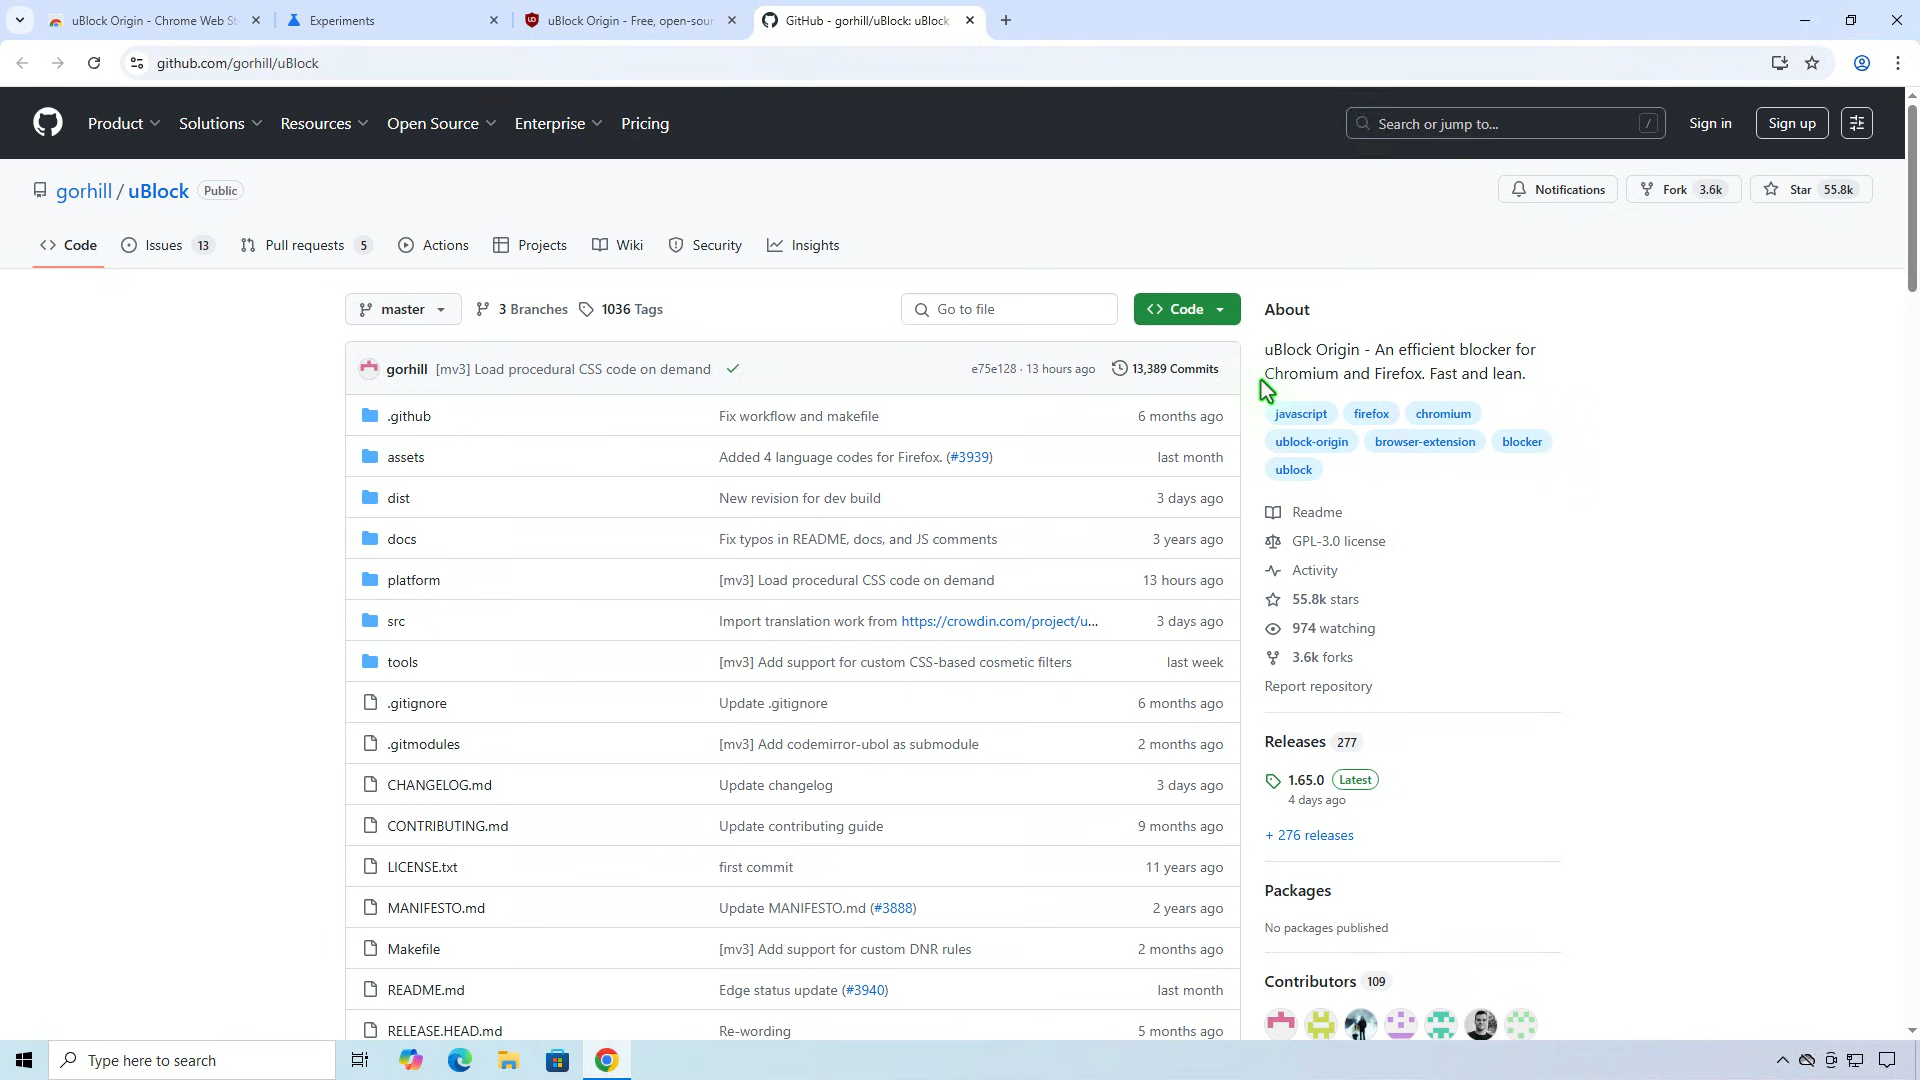 uBlock Origin - Chrome Web St
Experiments
uBlock Origin - Free, open-sour
GitHub - gorhill/uBlock: uBlock
github.com/gorhill/uBlock
Product
Solutions
Resources
Open Source
Enterprise
Pricing
Search or jump to...
/
Sign in
Sign up
gorhill / uBlock Public
Notifications
Fork 3.6k
Star 55.8k
Code
Issues 13
Pull requests 5
Actions
Projects
Wiki
Security
Insights
master
3 Branches
1036 Tags
Go to file
Code
gorhill [mv3] Load procedural CSS code on demand e75e128 · 13 hours ago 13,389 Commits
.github Fix workflow and makefile 6 months ago
assets Added 4 language codes for Firefox. (#3939) last month
dist New revision for dev build 3 days ago
docs Fix typos in README, docs, and JS comments 3 years ago
platform [mv3] Load procedural CSS code on demand 13 hours ago
src Import translation work from https://crowdin.com/project/u... 3 days ago
tools [mv3] Add support for custom CSS-based cosmetic filters last week
.gitignore Update .gitignore 6 months ago
.gitmodules [mv3] Add codemirror-ubol as submodule 2 months ago
CHANGELOG.md Update changelog 3 days ago
CONTRIBUTING.md Update contributing guide 9 months ago
LICENSE.txt first commit 11 years ago
MANIFESTO.md Update MANIFESTO.md (#3888) 2 years ago
Makefile [mv3] Add support for custom DNR rules 2 months ago
README.md Edge status update (#3940) last month
RELEASE.HEAD.md Re-wording 5 months ago
About
uBlock Origin - An efficient blocker for
Chromium and Firefox. Fast and lean.
javascript firefox chromium
ublock-origin browser-extension blocker
ublock
Readme
GPL-3.0 license
Activity
55.8k stars
974 watching
3.6k forks
Report repository
Releases 277
1.65.0 Latest
4 days ago
+ 276 releases
Packages
No packages published
Contributors 109
Type here to search